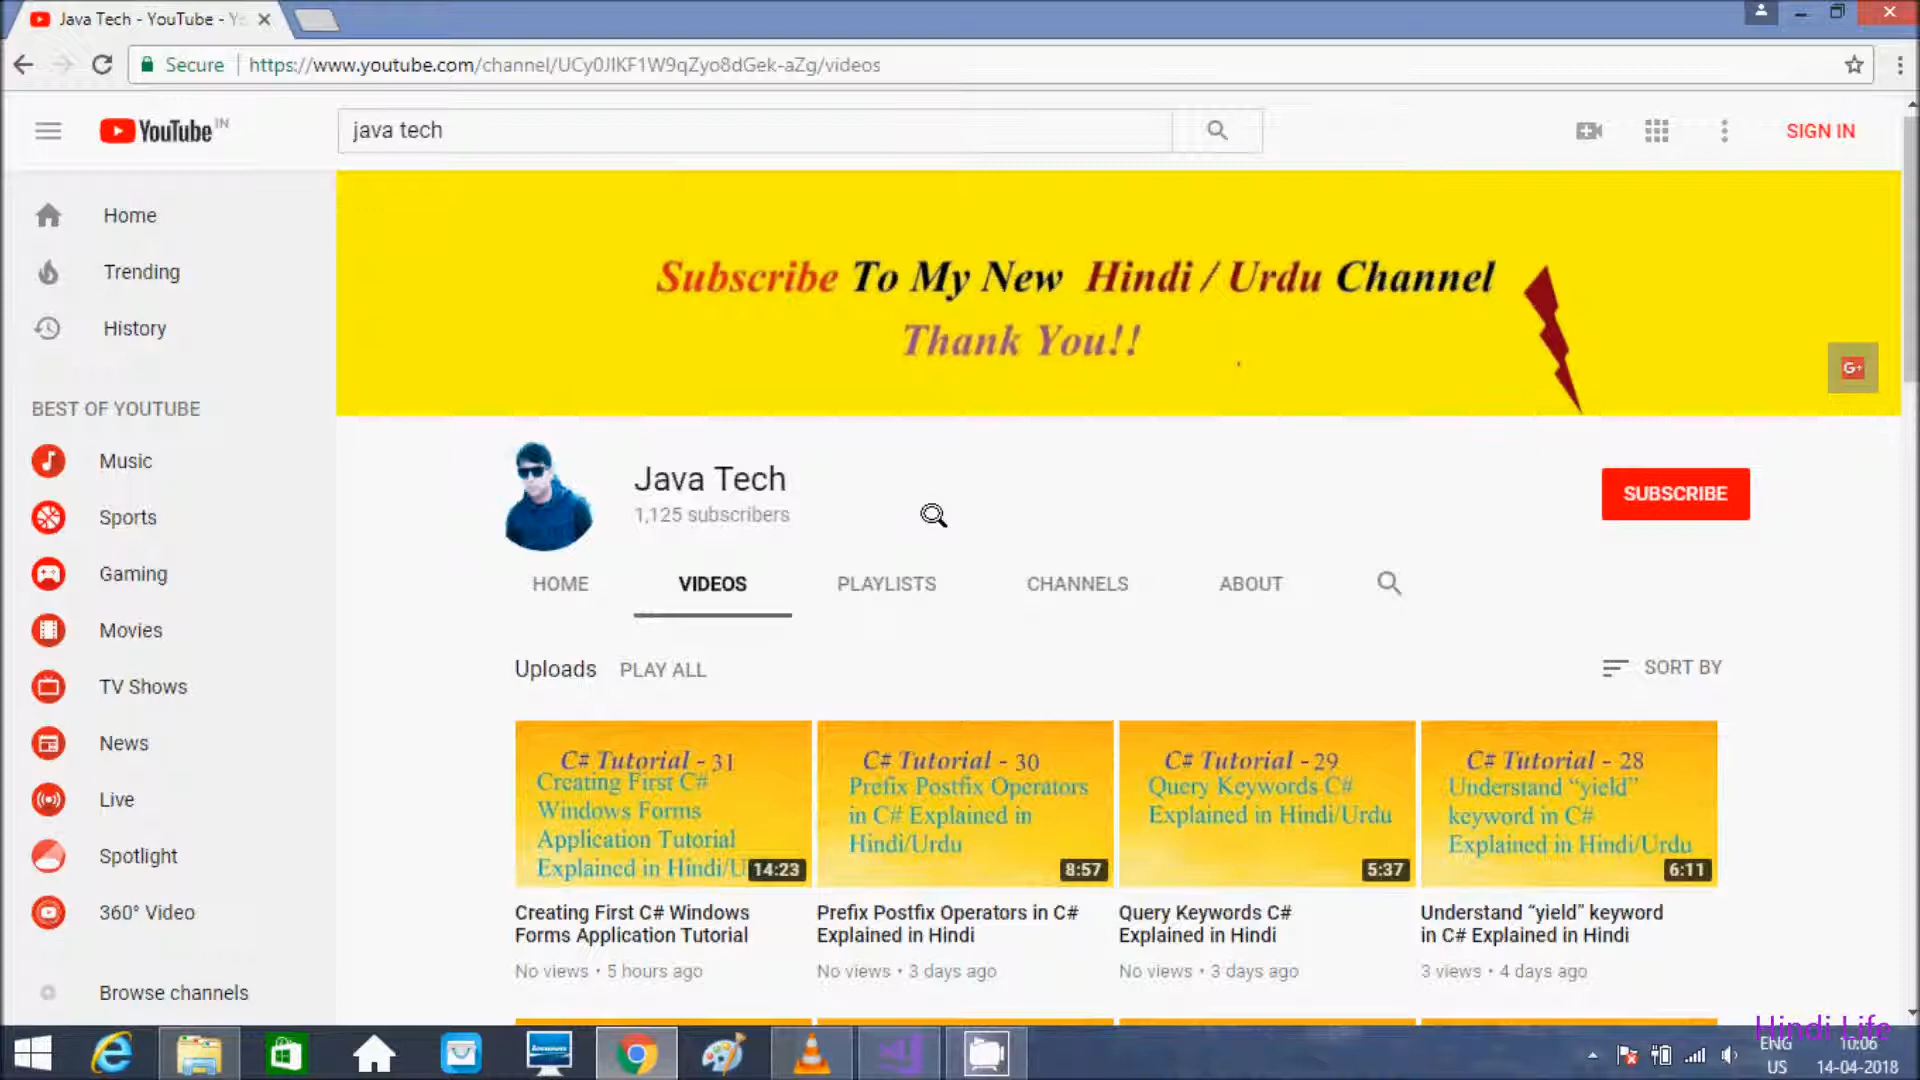 Java Tech - YouTube - Y
Secure
https://www.youtube.com/channel/UCy0JIKF1W9qZyo8dGek-aZg/videos
YouTube IN
java tech
SIGN IN
Home
Trending
History
BEST OF YOUTUBE
Music
Sports
Gaming
Movies
TV Shows
News
Live
Spotlight
360° Video
Browse channels
Subscribe To My New Hindi / Urdu Channel
Thank You!!
G+
Java Tech
1,125 subscribers
SUBSCRIBE
HOME VIDEOS PLAYLISTS CHANNELS ABOUT
Uploads PLAY ALL
SORT BY
C# Tutorial - 31
Creating First C#
Windows Forms
Application Tutorial
Explained in Hindi/U
14:23
Creating First C# Windows
Forms Application Tutorial
No views • 5 hours ago
C# Tutorial - 30
Prefix Postfix Operators
in C# Explained in
Hindi/Urdu
8:57
Prefix Postfix Operators in C#
Explained in Hindi
No views • 3 days ago
C# Tutorial - 29
Query Keywords C#
Explained in Hindi/Urdu
5:37
Query Keywords C#
Explained in Hindi
No views • 3 days ago
C# Tutorial - 28
Understand “yield”
keyword in C#
Explained in Hindi/Urdu
6:11
Understand “yield” keyword
in C# Explained in Hindi
3 views • 4 days ago
Hindi Life
ENG
US
10:06
14-04-2018